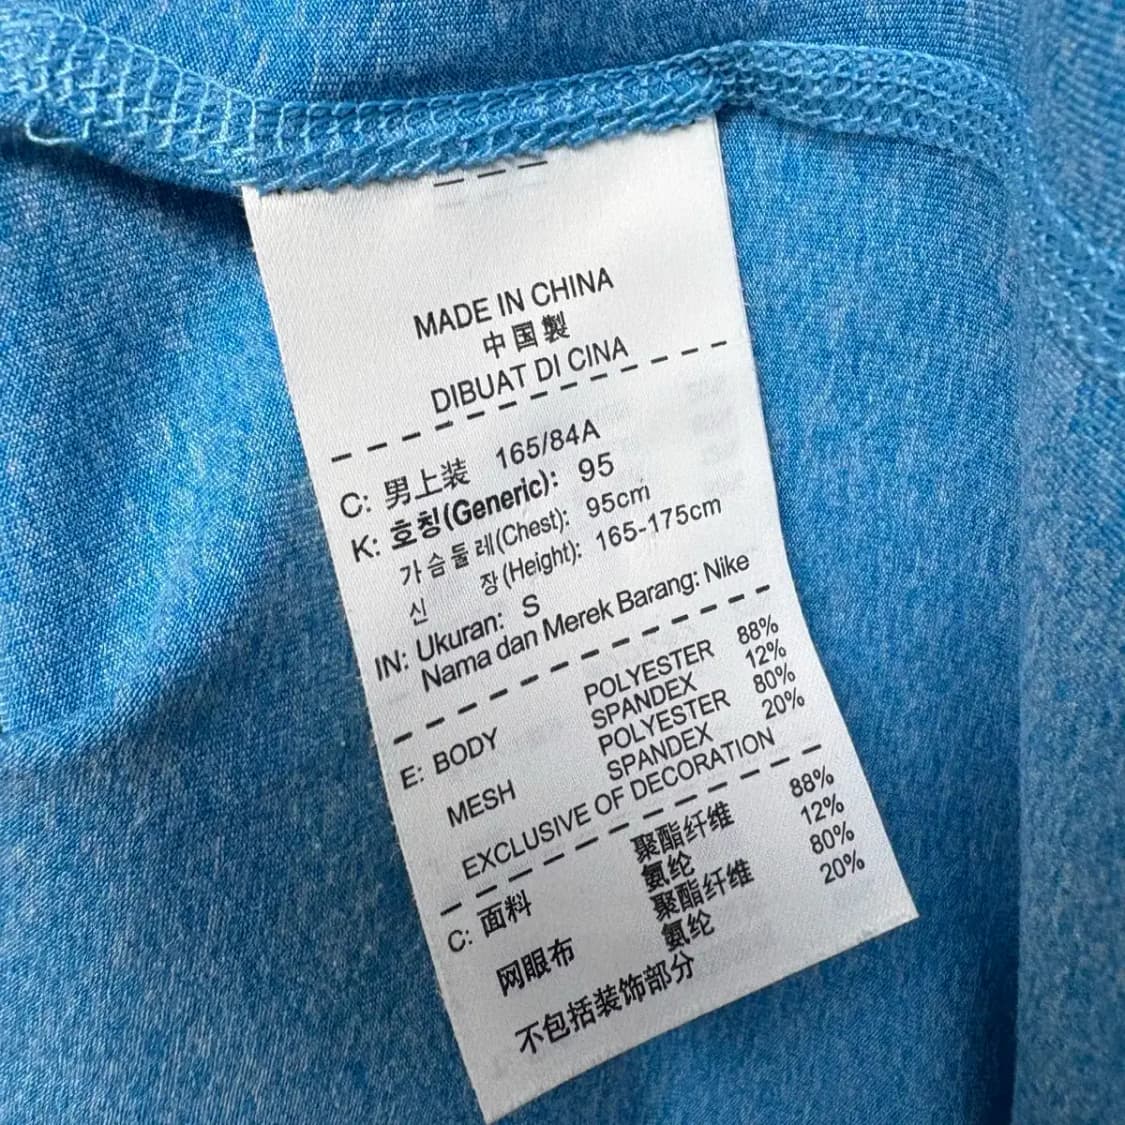 MADE IN CHINA
中国製
DIBUAT DI CINA
C: 男上装 165/84A
K: 호칭(Generic): 95
가슴둘레(Chest): 95cm
신 장(Height): 165-175cm
IN: Ukuran: S
Nama dan Merek Barang: Nike
E: BODY POLYESTER 88%
SPANDEX 12%
MESH POLYESTER 80%
SPANDEX 20%
EXCLUSIVE OF DECORATION
C: 面料 聚酯纤维 88%
氨纶 12%
网眼布 聚酯纤维 80%
氨纶 20%
不包括装饰部分